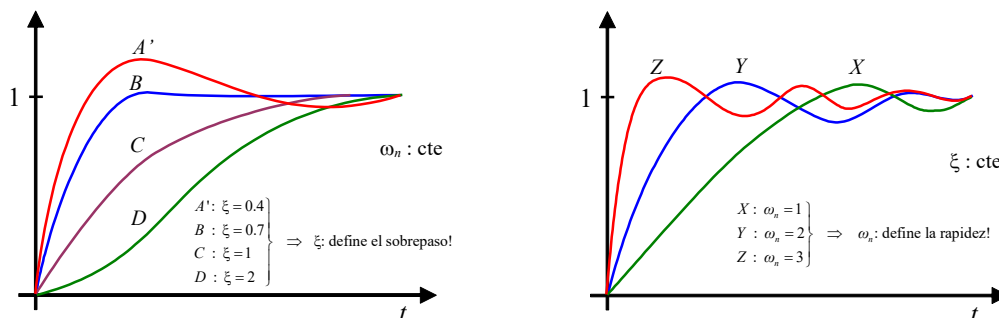 A'
B
1
C
ωₙ : cte
D
A' : ξ = 0.4
B : ξ = 0.7
C : ξ = 1
D : ξ = 2
⇒ ξ: define el sobrepaso!
t
Z
Y
X
1
ξ : cte
X : ωₙ = 1
Y : ωₙ = 2
Z : ωₙ = 3
⇒ ωₙ: define la rapidez!
t